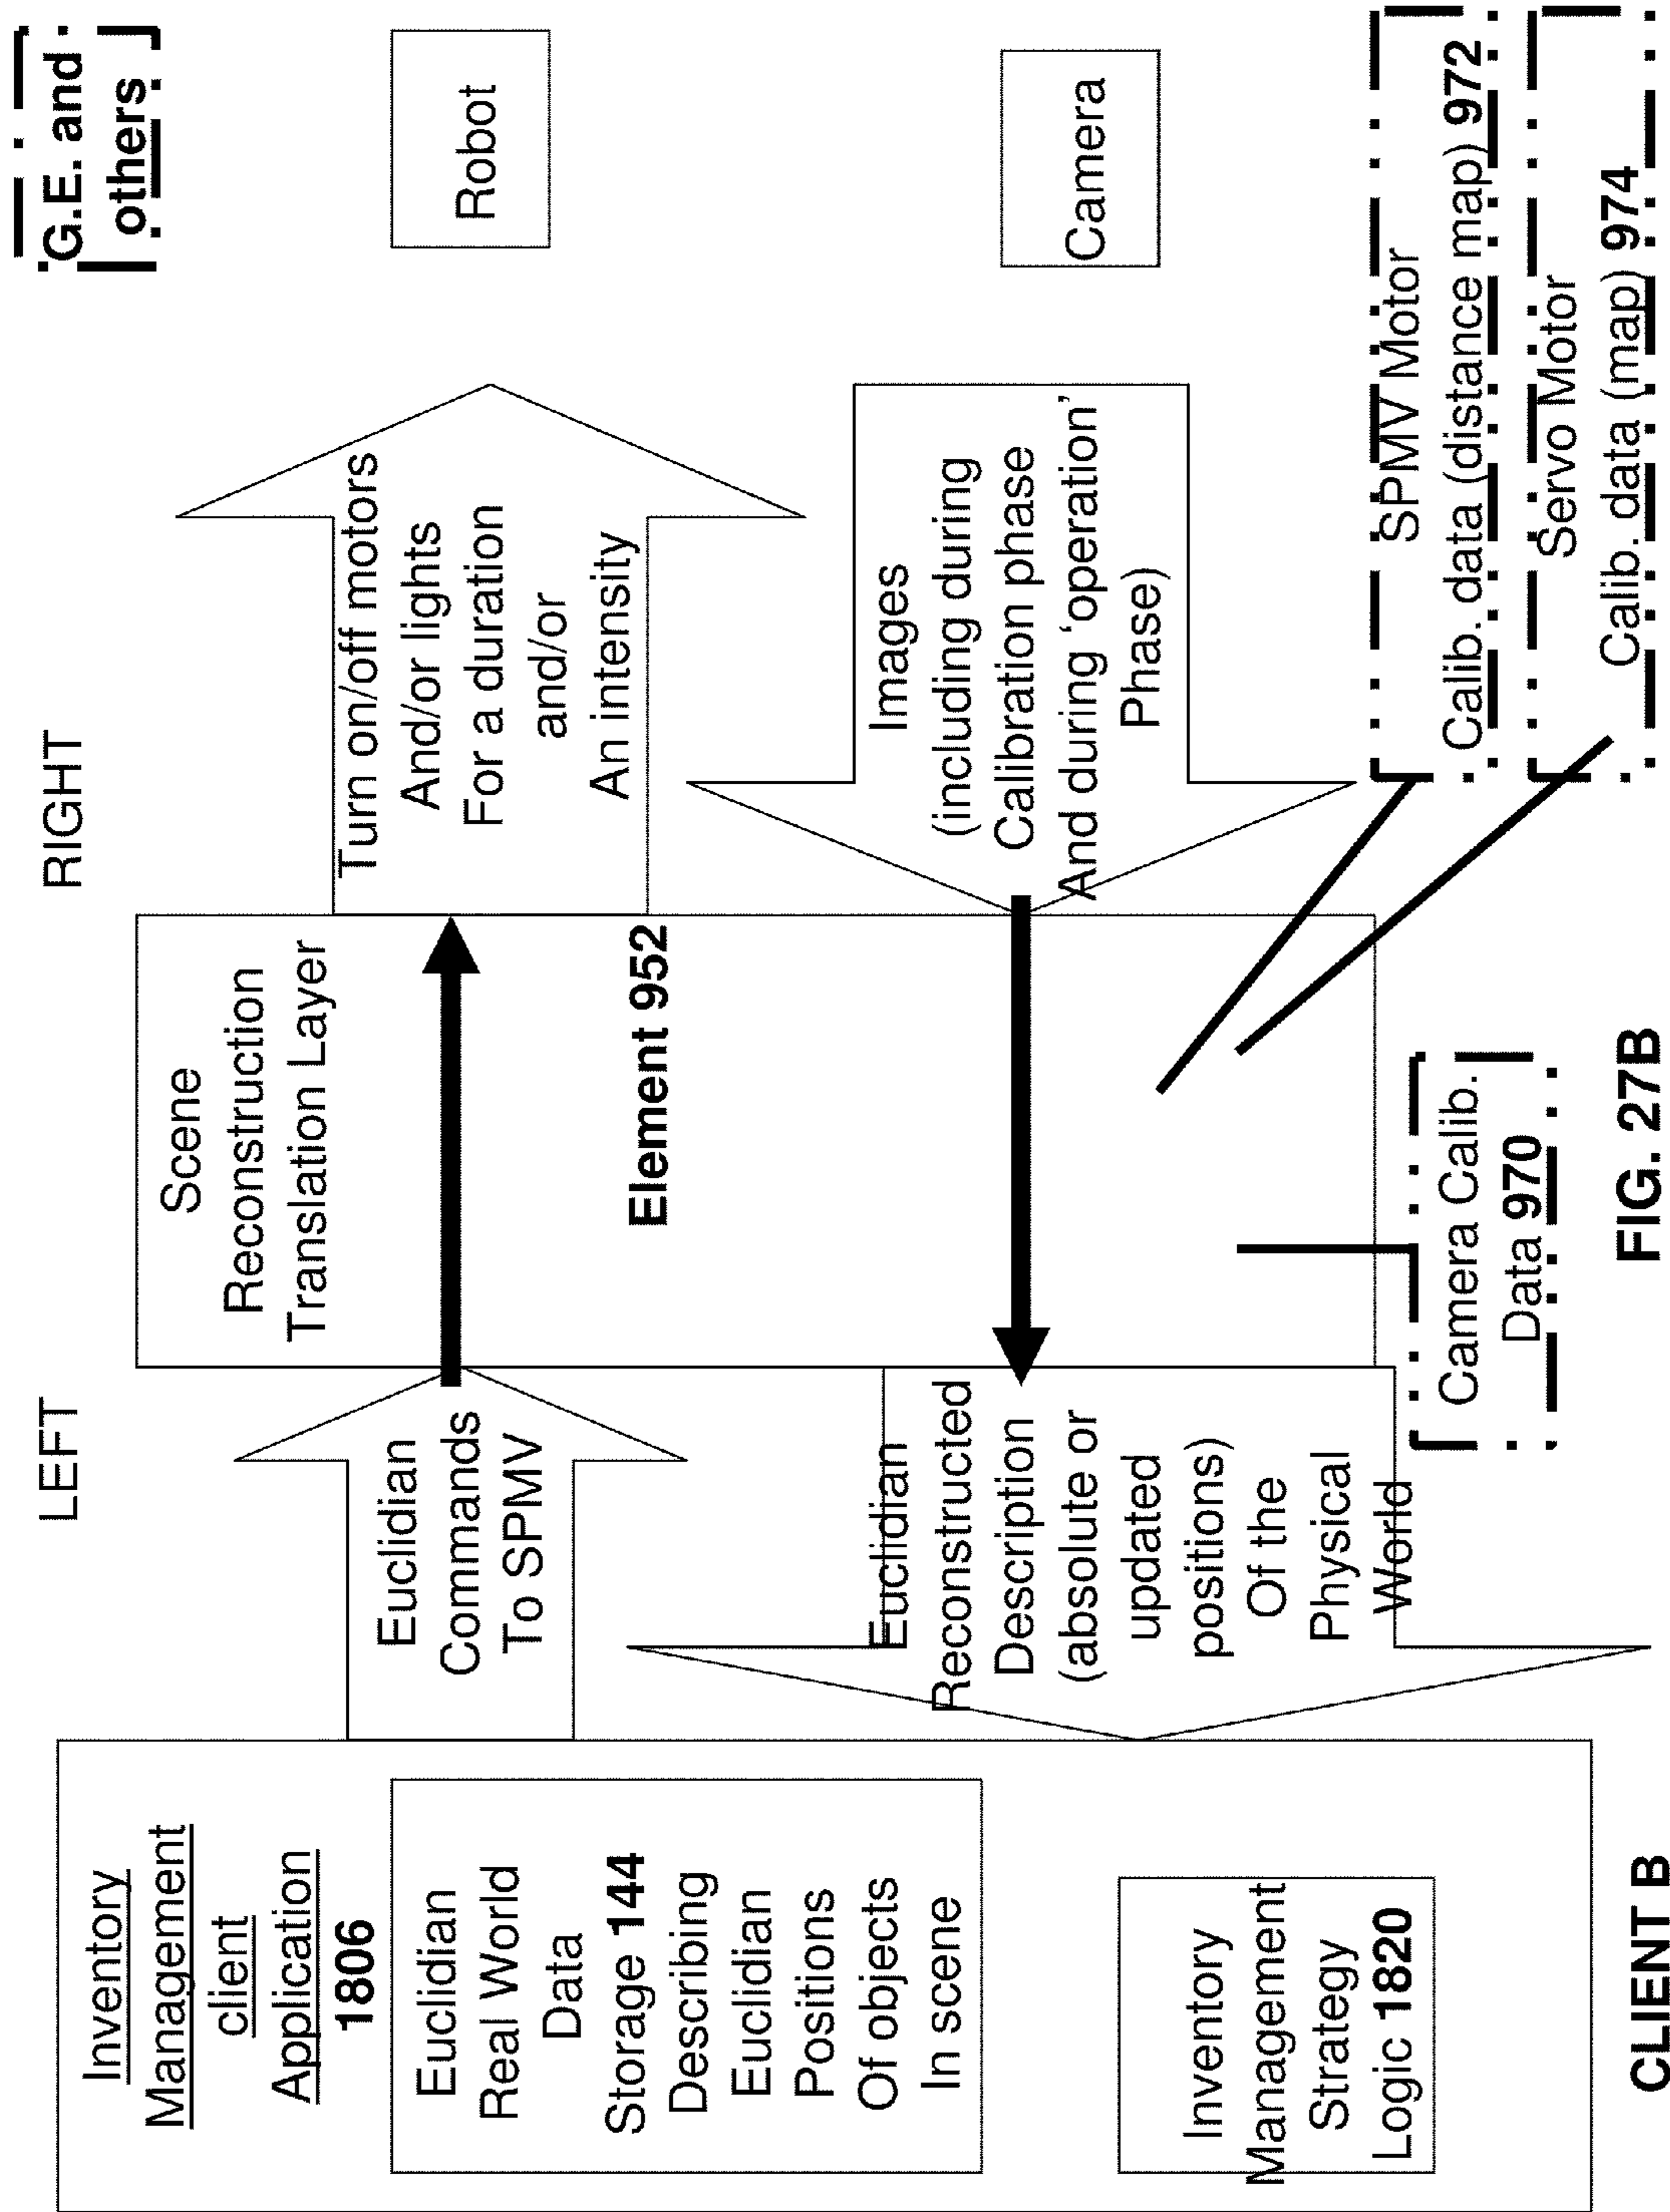 LEFT
RIGHT
G.E. and
others
Inventory
Management
client
Application
1806
Euclidian
Real World
Data
Storage 144
Describing
Euclidian
Positions
Of objects
In scene
Inventory
Management
Strategy
Logic 1820
Euclidian
Commands
To SPMV
Euclidian
Reconstructed
Description
(absolute or
updated
positions)
Of the
Physical
World
Scene
Reconstruction
Translation Layer
Element 952
Turn on/off motors
And/or lights
For a duration
and/or
An intensity
Images
(including during
Calibration phase
And during ‘operation’
Phase)
Robot
Camera
Camera Calib.
Data 970
SPMV Motor
Calib. data (distance map) 972
Servo Motor
Calib. data (map) 974
CLIENT B
FIG. 27B